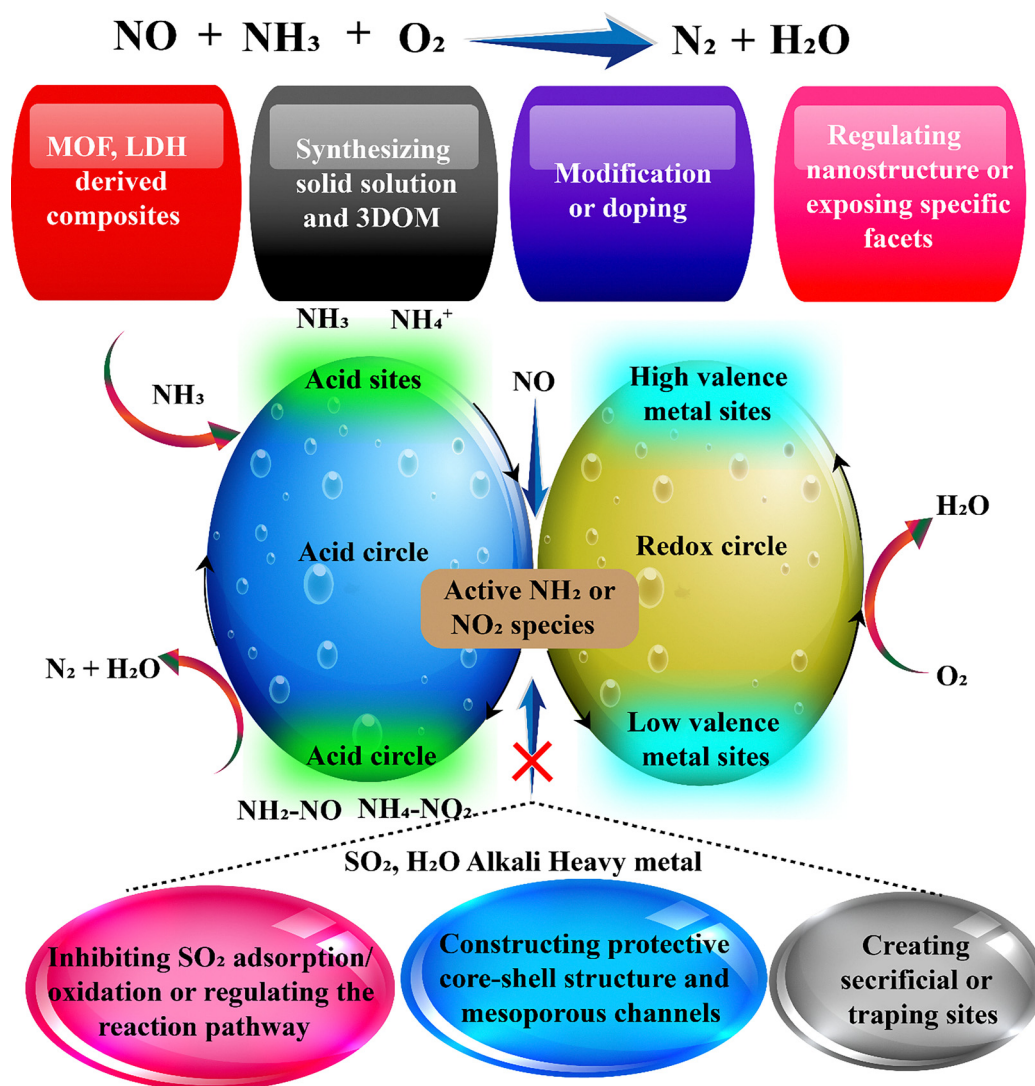 NO + NH₃ + O₂ N₂ + H₂O
MOF, LDH
derived
composites
Synthesizing
solid solution
and 3DOM
Modification
or doping
Regulating
nanostructure or
exposing specific
facets
NH₃ NH₄⁺
Acid sites
NH₃
NO
High valence
metal sites
H₂O
Acid circle
Redox circle
Active NH₂ or
NO₂ species
N₂ + H₂O
O₂
Acid circle
Low valence
metal sites
NH₂-NO NH₄-NO₂
SO₂, H₂O Alkali Heavy metal
Inhibiting SO₂ adsorption/
oxidation or regulating the
reaction pathway
Constructing protective
core-shell structure and
mesoporous channels
Creating
secrificial or
traping sites